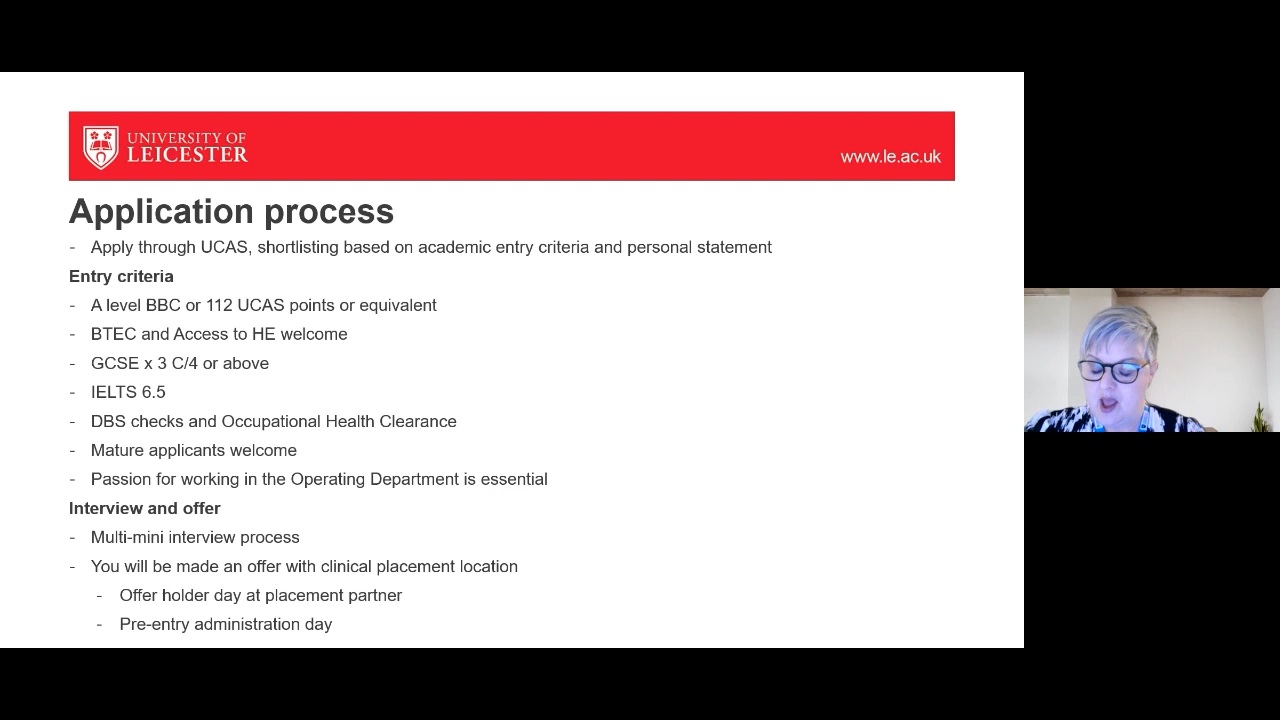 UNIVERSITY OF
LEICESTER
www.le.ac.uk
Application process
- Apply through UCAS, shortlisting based on academic entry criteria and personal statement
Entry criteria
- A level BBC or 112 UCAS points or equivalent
- BTEC and Access to HE welcome
- GCSE x 3 C/4 or above
- IELTS 6.5
- DBS checks and Occupational Health Clearance
- Mature applicants welcome
- Passion for working in the Operating Department is essential
Interview and offer
- Multi-mini interview process
- You will be made an offer with clinical placement location
- Offer holder day at placement partner
- Pre-entry administration day